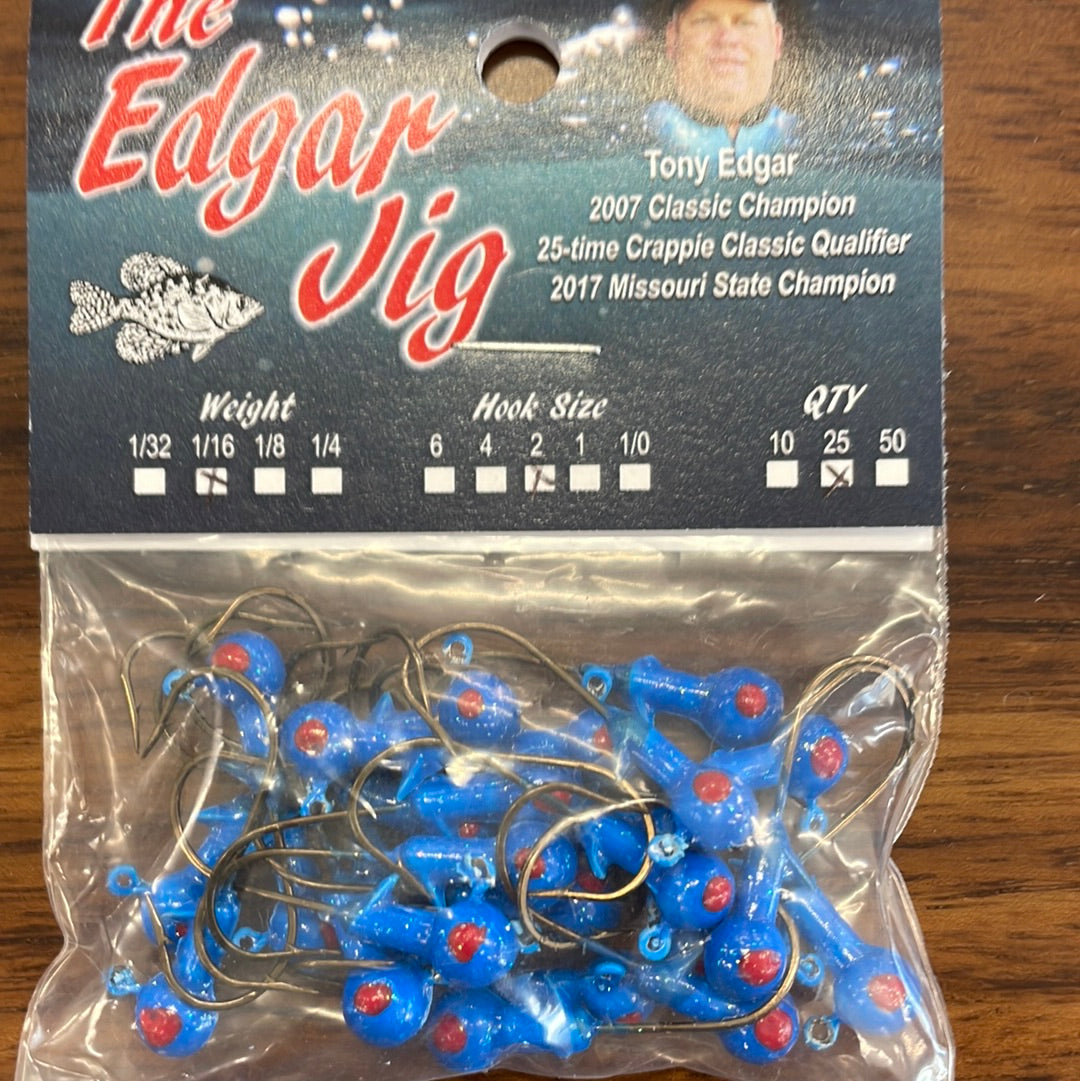 The
Edgar
Jig
Tony Edgar
2007 Classic Champion
25-time Crappie Classic Qualifier
2017 Missouri State Champion
Weight
1/32 1/16 1/8 1/4
Hook Size
6 4 2 1 1/0
QTY
10 25 50